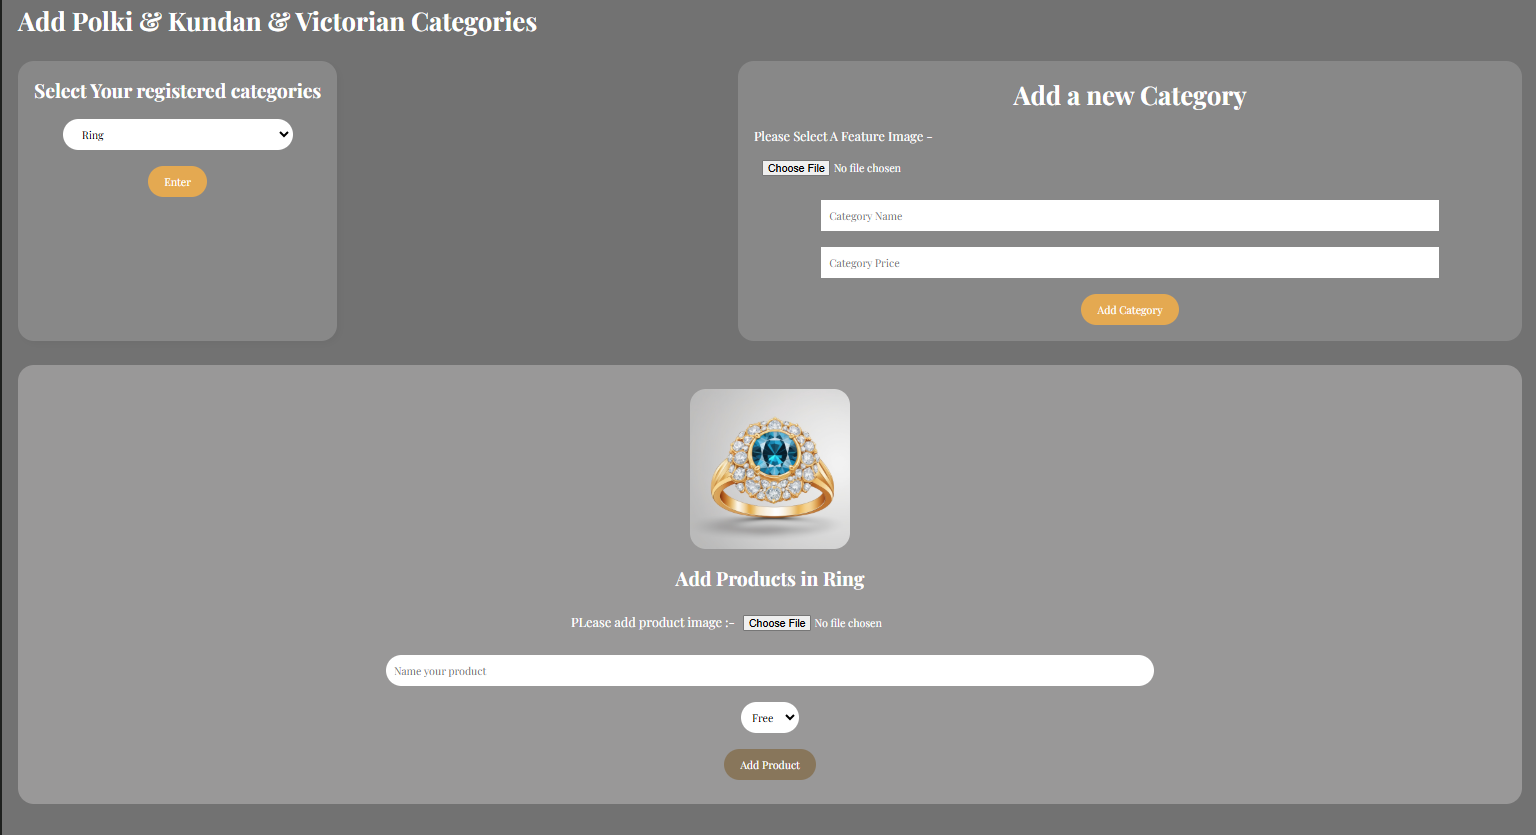 Add Polki & Kundan & Victorian Categories
Select Your registered categories
Ring
Enter
Add a new Category
Please Select A Feature Image -
Choose File No file chosen
Category Name
Category Price
Add Category
Add Products in Ring
PLease add product image :- Choose File No file chosen
Name your product
Free
Add Product